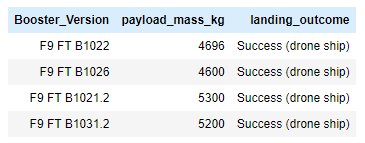 Booster_Version payload_mass_kg landing_outcome
F9 FT B1022 4696 Success (drone ship)
F9 FT B1026 4600 Success (drone ship)
F9 FT B1021.2 5300 Success (drone ship)
F9 FT B1031.2 5200 Success (drone ship)